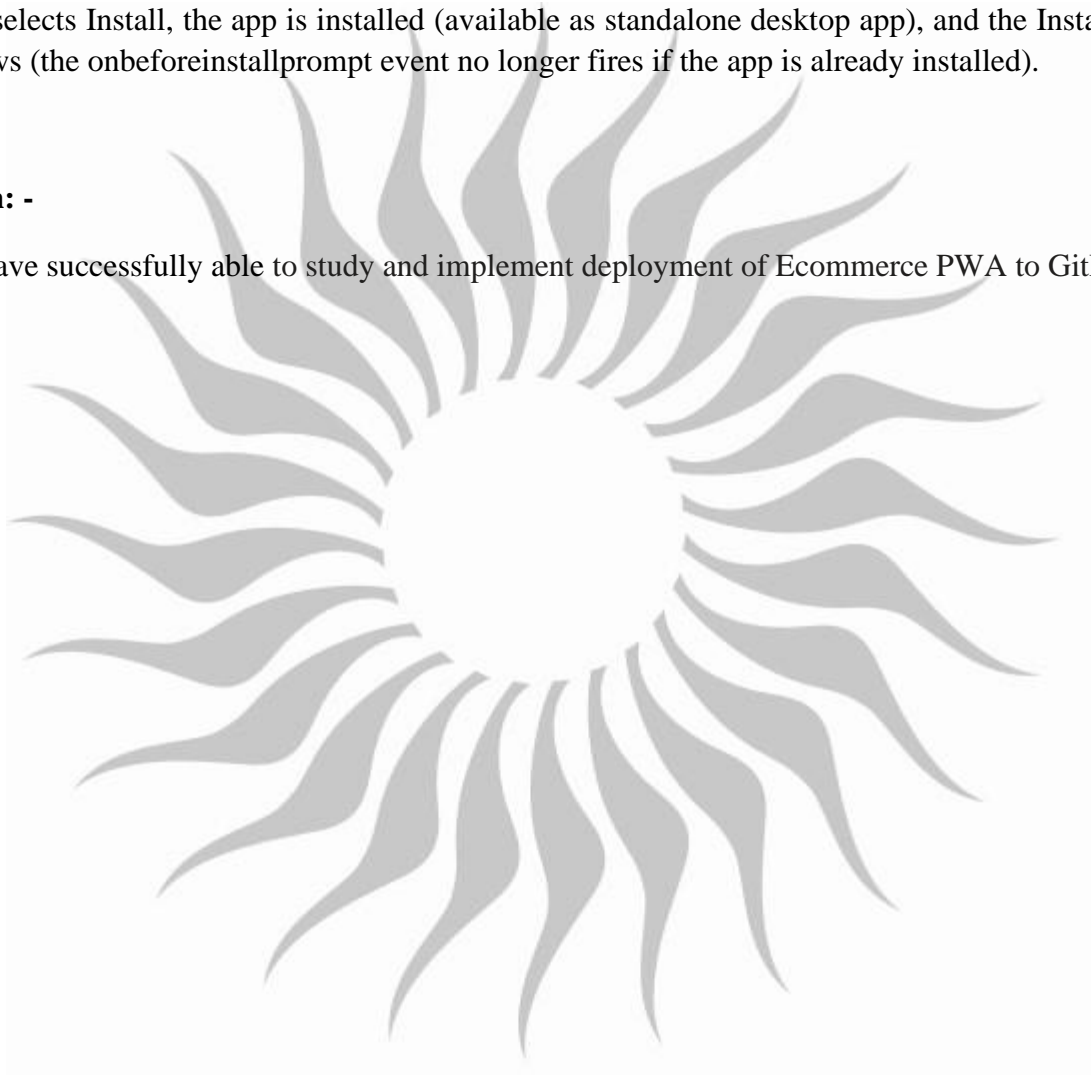 selects Install, the app is installed (available as standalone desktop app), and the Insta
ws (the onbeforeinstallprompt event no longer fires if the app is already installed).
n: -
ave successfully able to study and implement deployment of Ecommerce PWA to Git